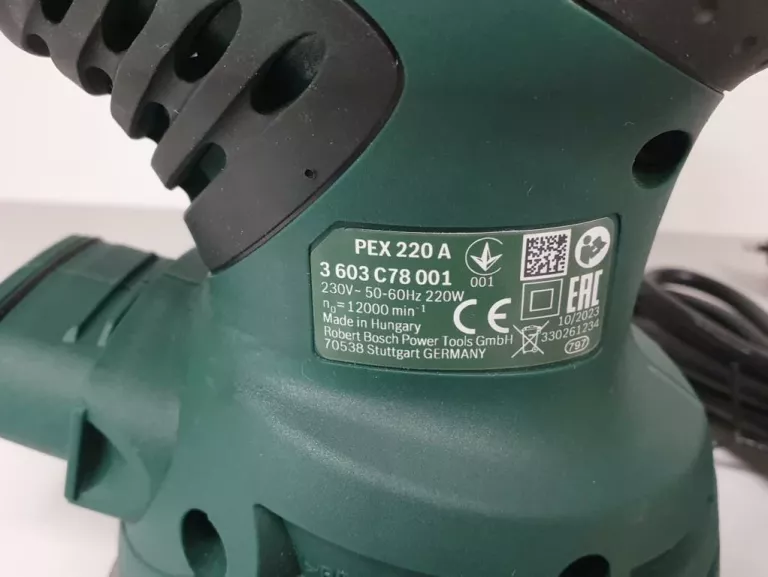 PEX 220 A
3 603 C78 001
001
230V~ 50-60Hz 220W
n₀=12000 min⁻¹
Made in Hungary
Robert Bosch Power Tools GmbH
70538 Stuttgart GERMANY
CE
EAC
10/2023
330261234
797